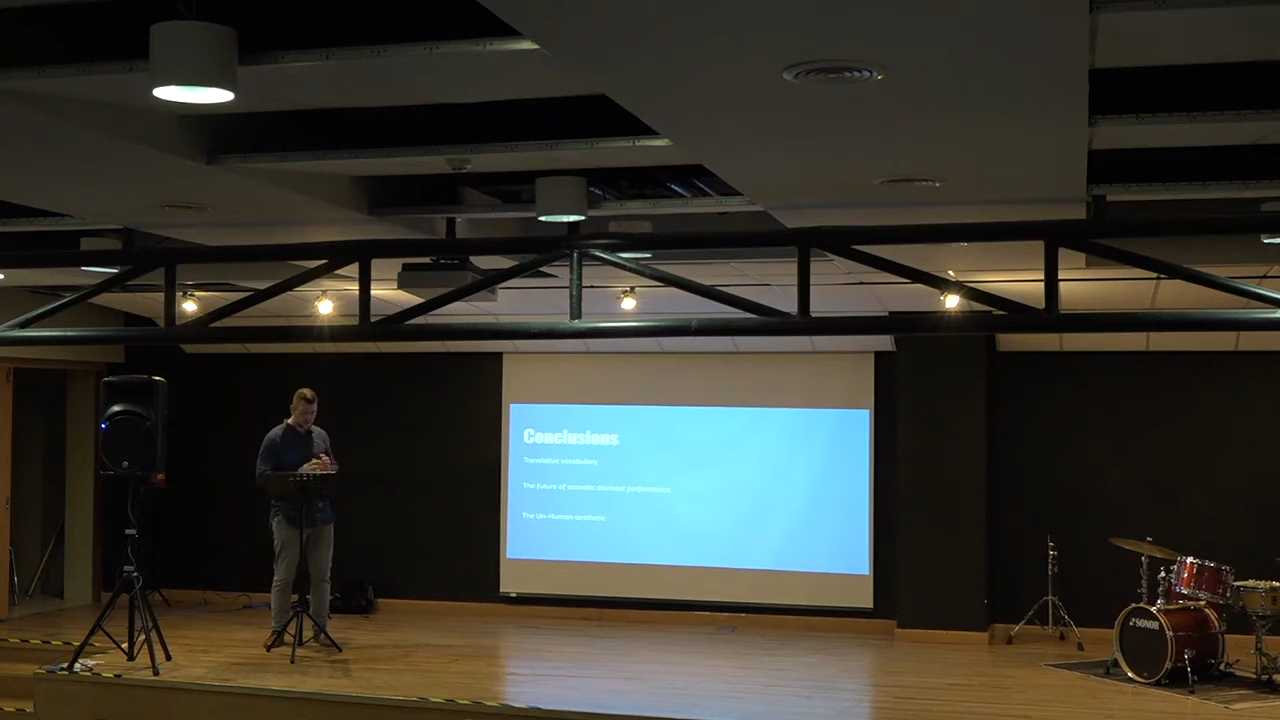 Conclusions
Translative vocabulary
The future of acoustic drumset performance
The Un-Human aesthetic
SONOR